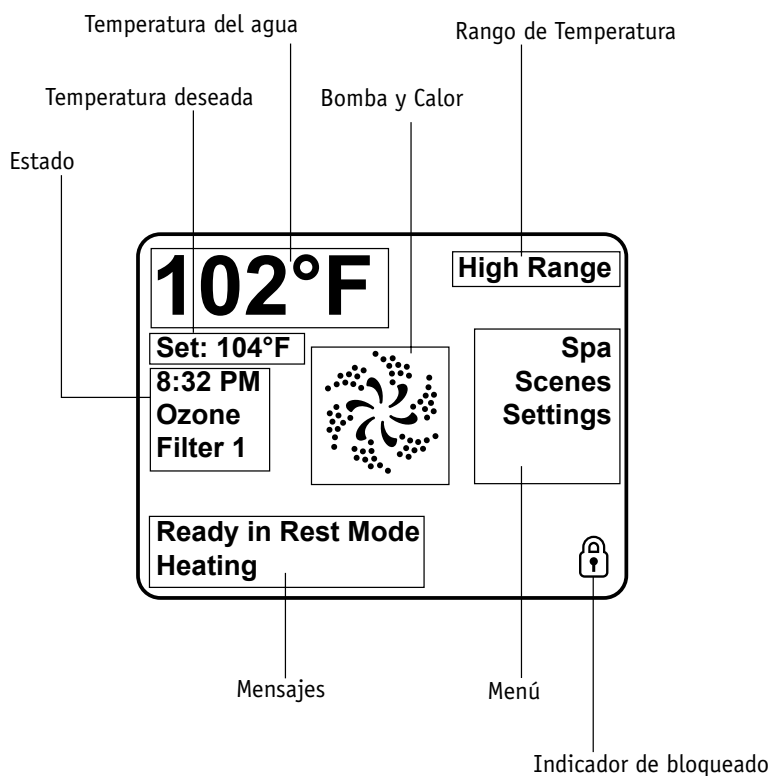 Temperatura del agua
Rango de Temperatura
Temperatura deseada
Bomba y Calor
Estado
102°F
High Range
Set: 104°F
8:32 PM
Ozone
Filter 1
Spa
Scenes
Settings
Ready in Rest Mode
Heating
Mensajes
Menú
Indicador de bloqueado